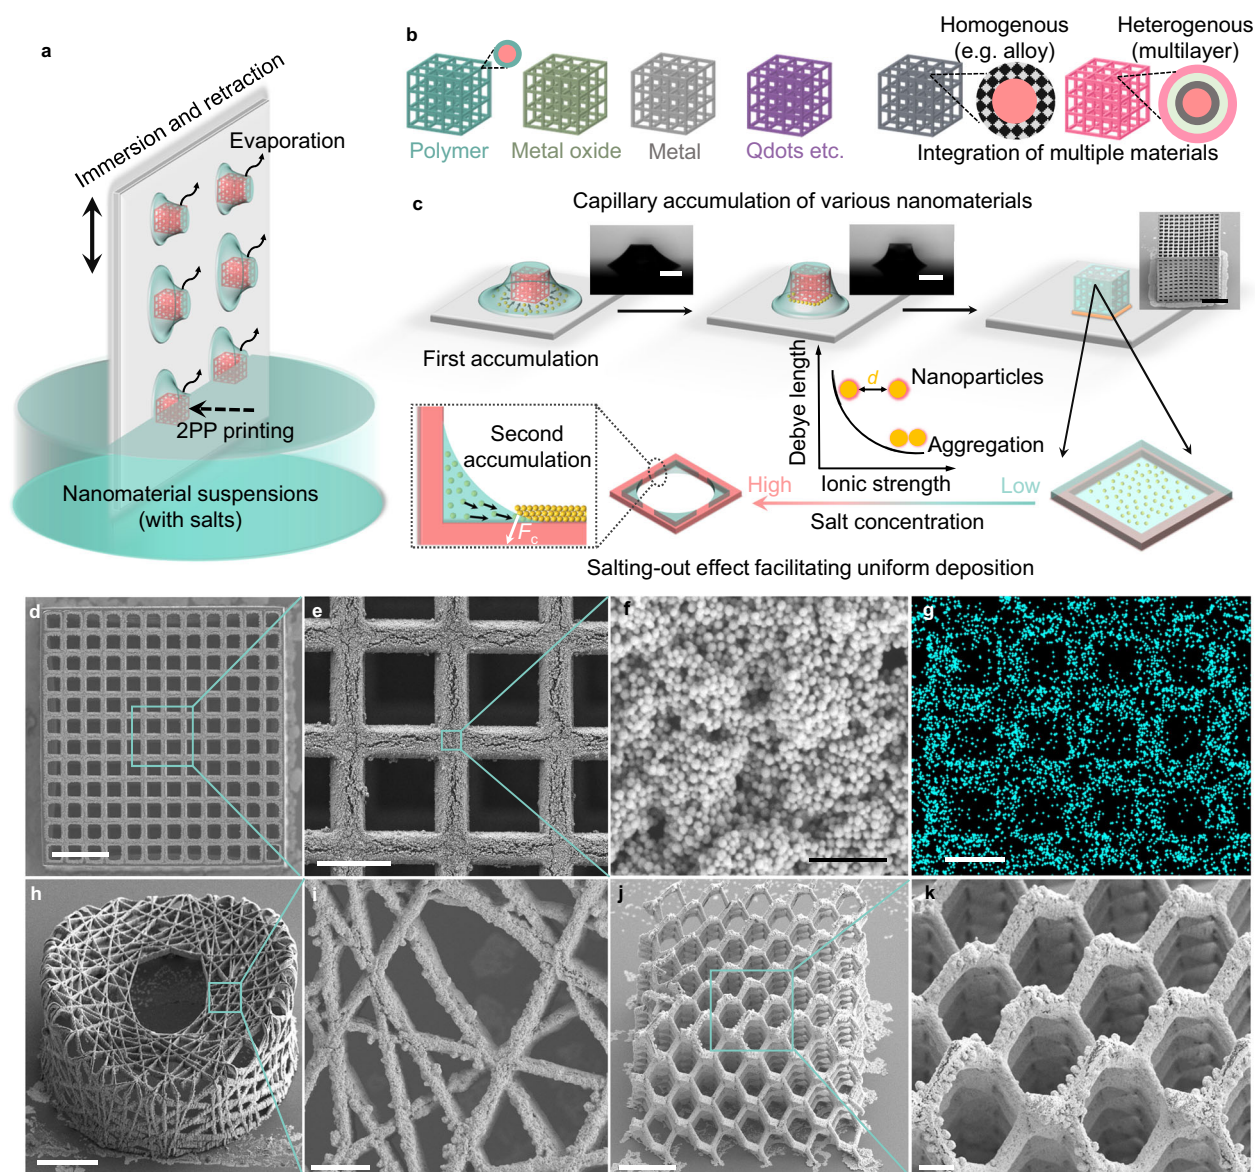 a
Immersion and retraction
Evaporation
2PP printing
Nanomaterial suspensions
(with salts)
b
Polymer
Metal oxide
Metal
Qdots etc.
Homogenous
(e.g. alloy)
Heterogenous
(multilayer)
Integration of multiple materials
c
Capillary accumulation of various nanomaterials
First accumulation
Second
accumulation
Fc
Debye length
d
Nanoparticles
Aggregation
Ionic strength
High
Low
Salt concentration
Salting-out effect facilitating uniform deposition
d
e
f
g
h
i
j
k